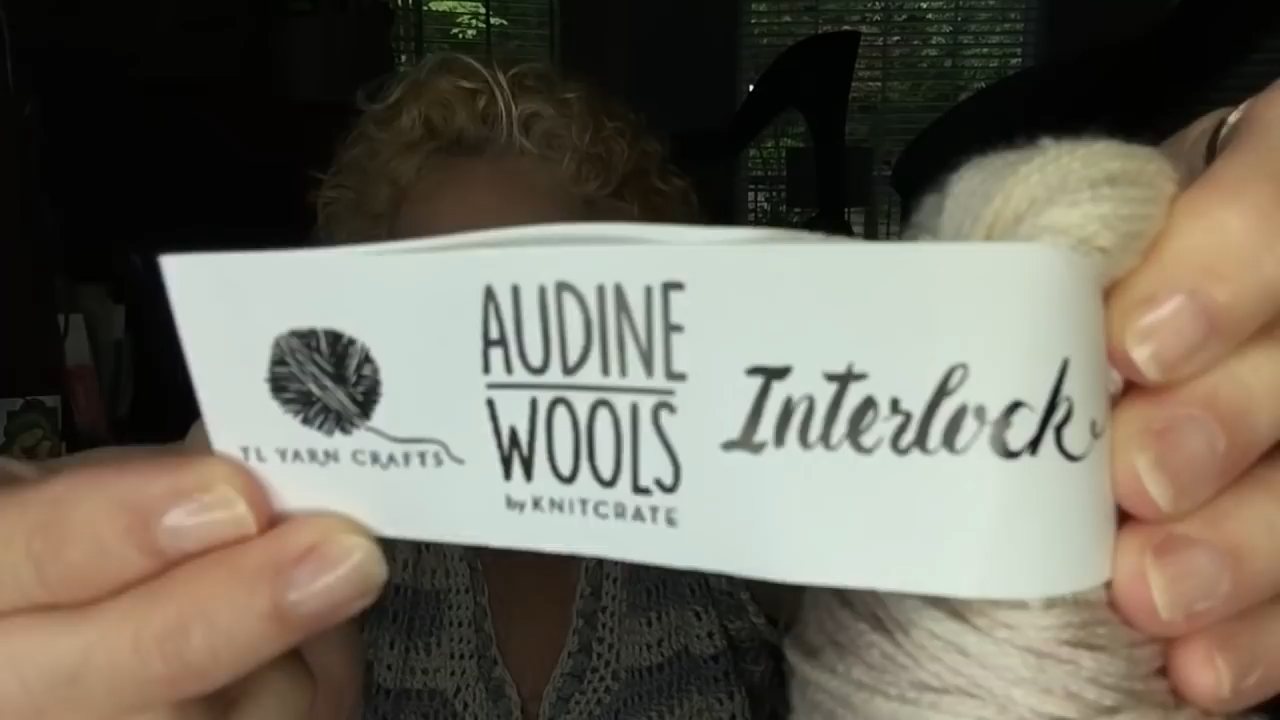 TL YARN CRAFTS
AUDINE
WOOLS
by KNITCRATE
Interlock